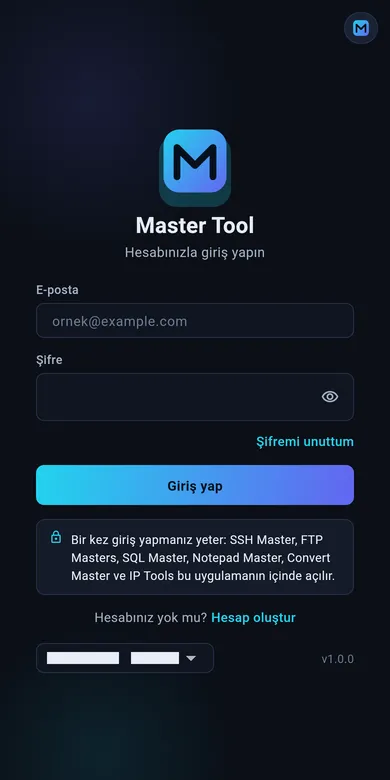 Master Tool
Hesabınızla giriş yapın
E-posta
ornek@example.com
Şifre
Şifremi unuttum
Giriş yap
Bir kez giriş yapmanız yeter: SSH Master, FTP
Masters, SQL Master, Notepad Master, Convert
Master ve IP Tools bu uygulamanın içinde açılır.
Hesabınız yok mu? Hesap oluştur
v1.0.0